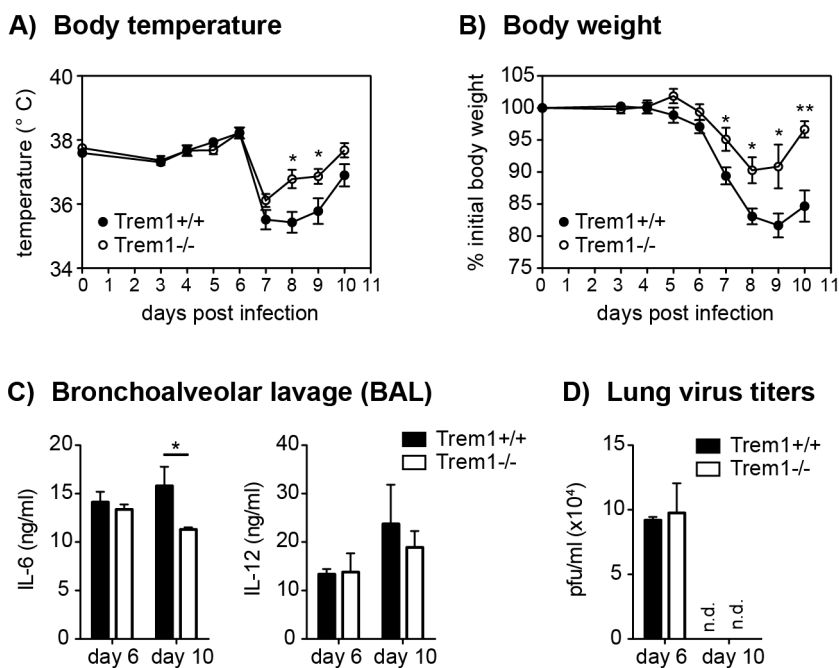 A) Body temperature
temperature (° C)
40
38
36
34
Trem1+/+
Trem1-/-
0 1 2 3 4 5 6 7 8 9 10 11
* *
days post infection
B) Body weight
% initial body weight
105
100
95
90
85
80
75
Trem1+/+
Trem1-/-
0 1 2 3 4 5 6 7 8 9 10 11
* * * **
days post infection
C) Bronchoalveolar lavage (BAL)
IL-6 (ng/ml)
20
15
10
5
0
*
day 6 day 10
IL-12 (ng/ml)
40
30
20
10
0
Trem1+/+
Trem1-/-
day 6 day 10
D) Lung virus titers
pfu/ml (x10⁴)
15
10
5
0
Trem1+/+
Trem1-/-
n.d. n.d.
day 6 day 10